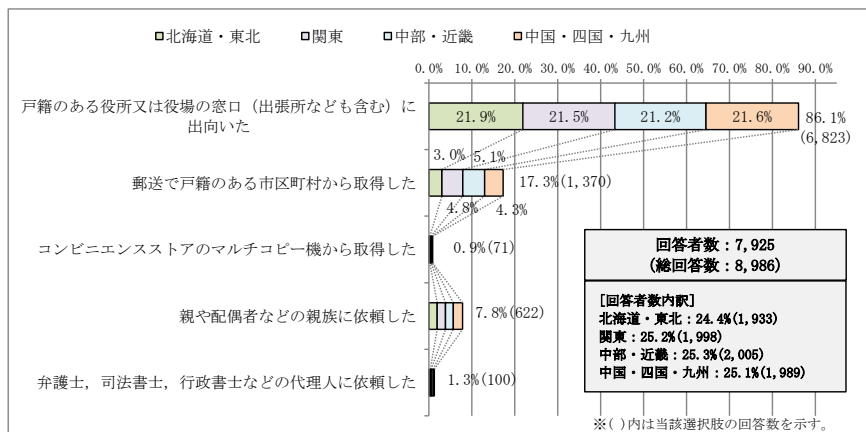 ■北海道・東北 ■関東 ■中部・近畿 ■中国・四国・九州
0.0% 10.0% 20.0% 30.0% 40.0% 50.0% 60.0% 70.0% 80.0% 90.0%
戸籍のある役所又は役場の窓口（出張所なども含む）に
出向いた
21.9% 21.5% 21.2% 21.6% 86.1%
(6,823)
3.0% 5.1%
郵送で戸籍のある市区町村から取得した
17.3%(1,370)
4.8% 4.3%
コンビニエンスストアのマルチコピー機から取得した
0.9%(71)
親や配偶者などの親族に依頼した
7.8%(622)
弁護士，司法書士，行政書士などの代理人に依頼した
1.3%(100)
回答者数：7,925
(総回答数：8,986)
[回答者数内訳]
北海道・東北：24.4%(1,933)
関東：25.2%(1,998)
中部・近畿：25.3%(2,005)
中国・四国・九州：25.1%(1,989)
※( )内は当該選択肢の回答数を示す。